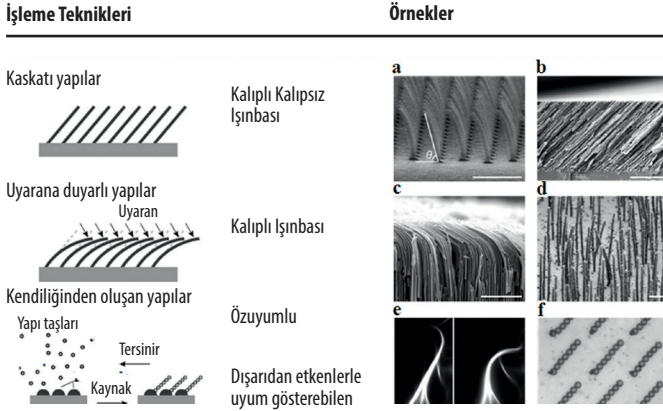 İşleme Teknikleri
Örnekler
Kaskatı yapılar
Kalıplı Kalıpsız
Işınbası
a
b
θ
Uyarana duyarlı yapılar
Uyaran
Kalıplı Işınbası
c
d
Kendiliğinden oluşan yapılar
Yapı taşları
Tersinir
Kaynak
Özuyumlu
Dışarıdan etkenlerle
uyum gösterebilen
e
f